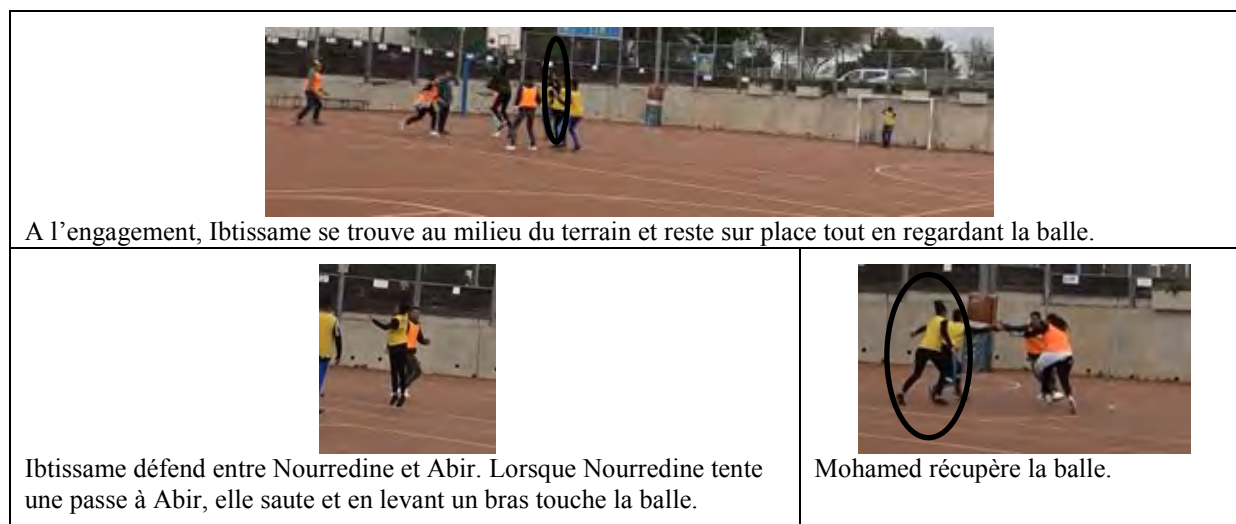 A l’engagement, Ibtissame se trouve au milieu du terrain et reste sur place tout en regardant la balle.
Ibtissame défend entre Nourredine et Abir. Lorsque Nourredine tente
une passe à Abir, elle saute et en levant un bras touche la balle.
Mohamed récupère la balle.